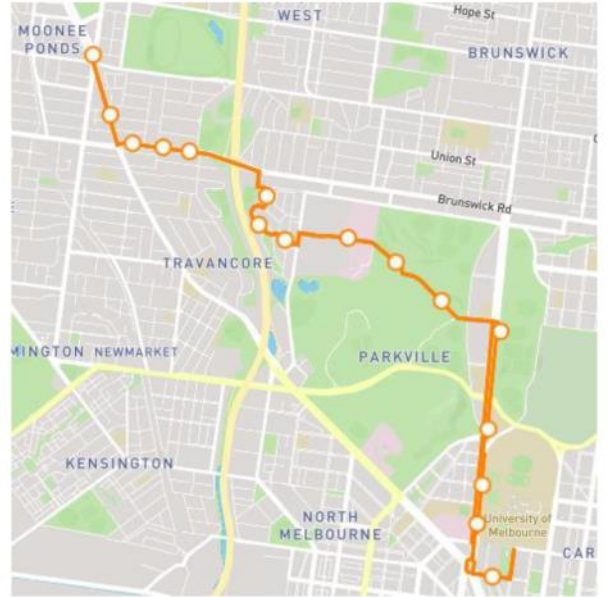 WEST
Hope St
MOONEE
PONDS
BRUNSWICK
Union St
Brunswick Rd
TRAVANCORE
MINGTON NEWMARKET
PARKVILLE
KENSINGTON
NORTH
MELBOURNE
University of
Melbourne
CAR